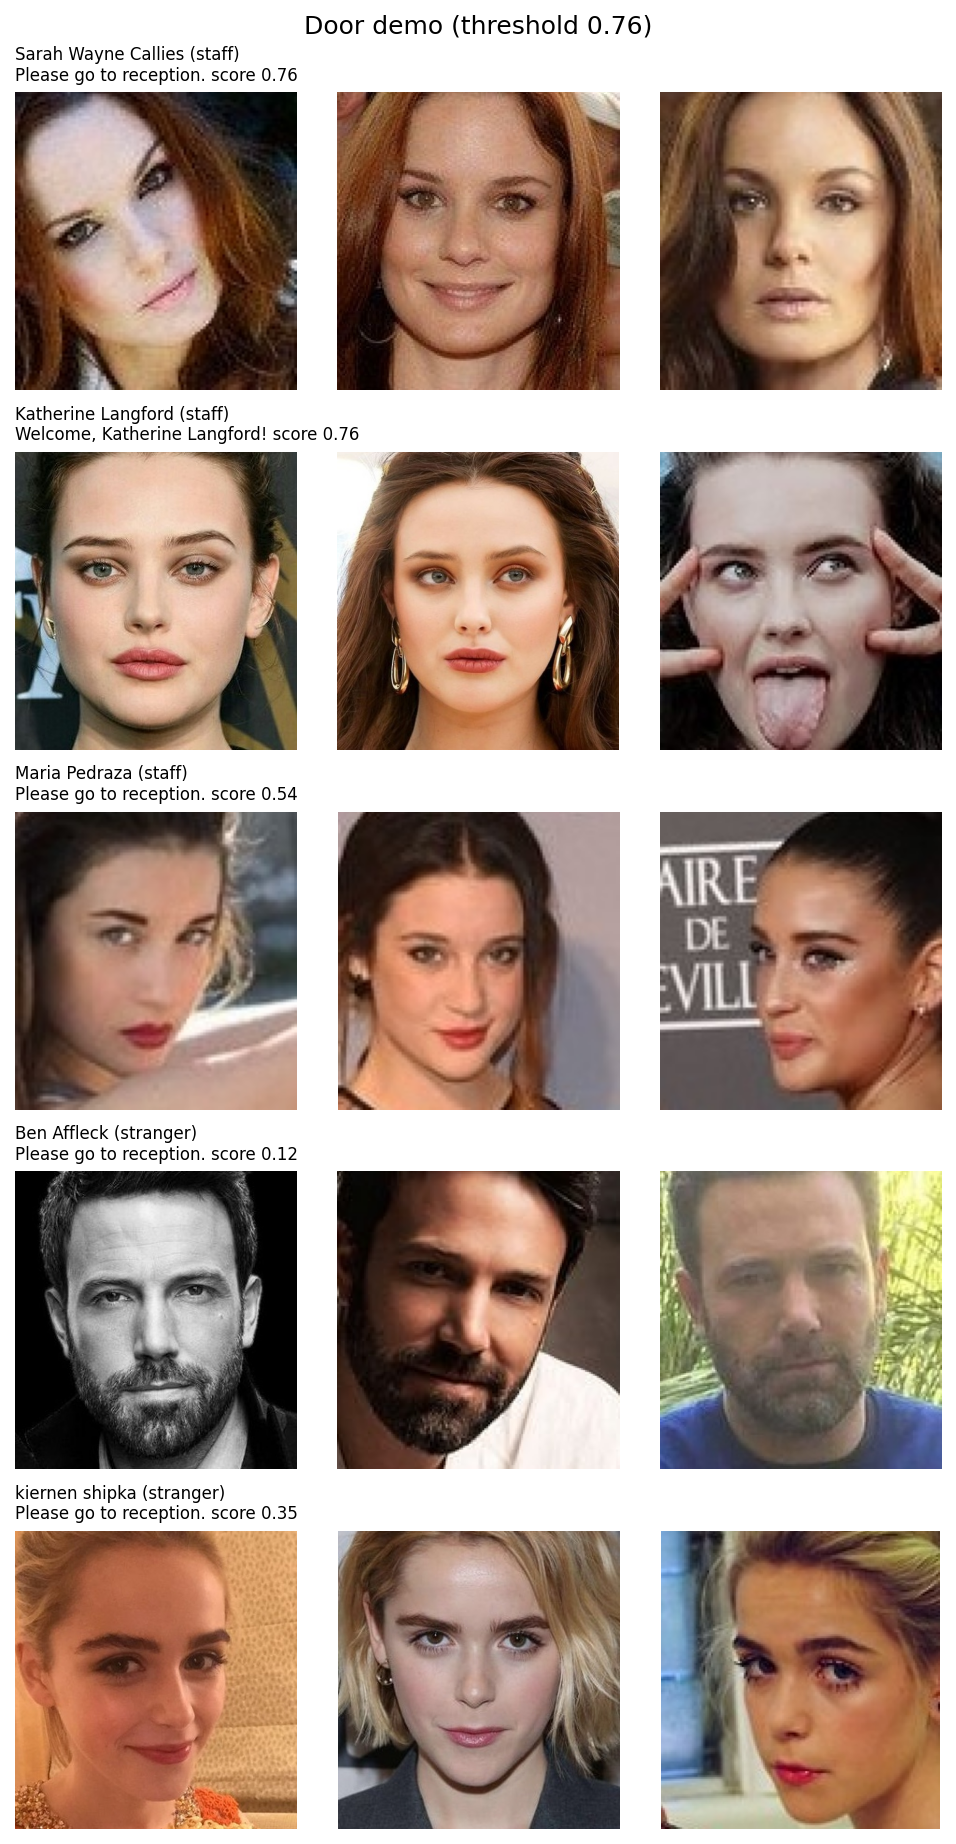 Door demo (threshold 0.76)
Sarah Wayne Callies (staff)
Please go to reception. score 0.76
Katherine Langford (staff)
Welcome, Katherine Langford! score 0.76
Maria Pedraza (staff)
Please go to reception. score 0.54
AIRE
DE
EVILL
Ben Affleck (stranger)
Please go to reception. score 0.12
kiernen shipka (stranger)
Please go to reception. score 0.35